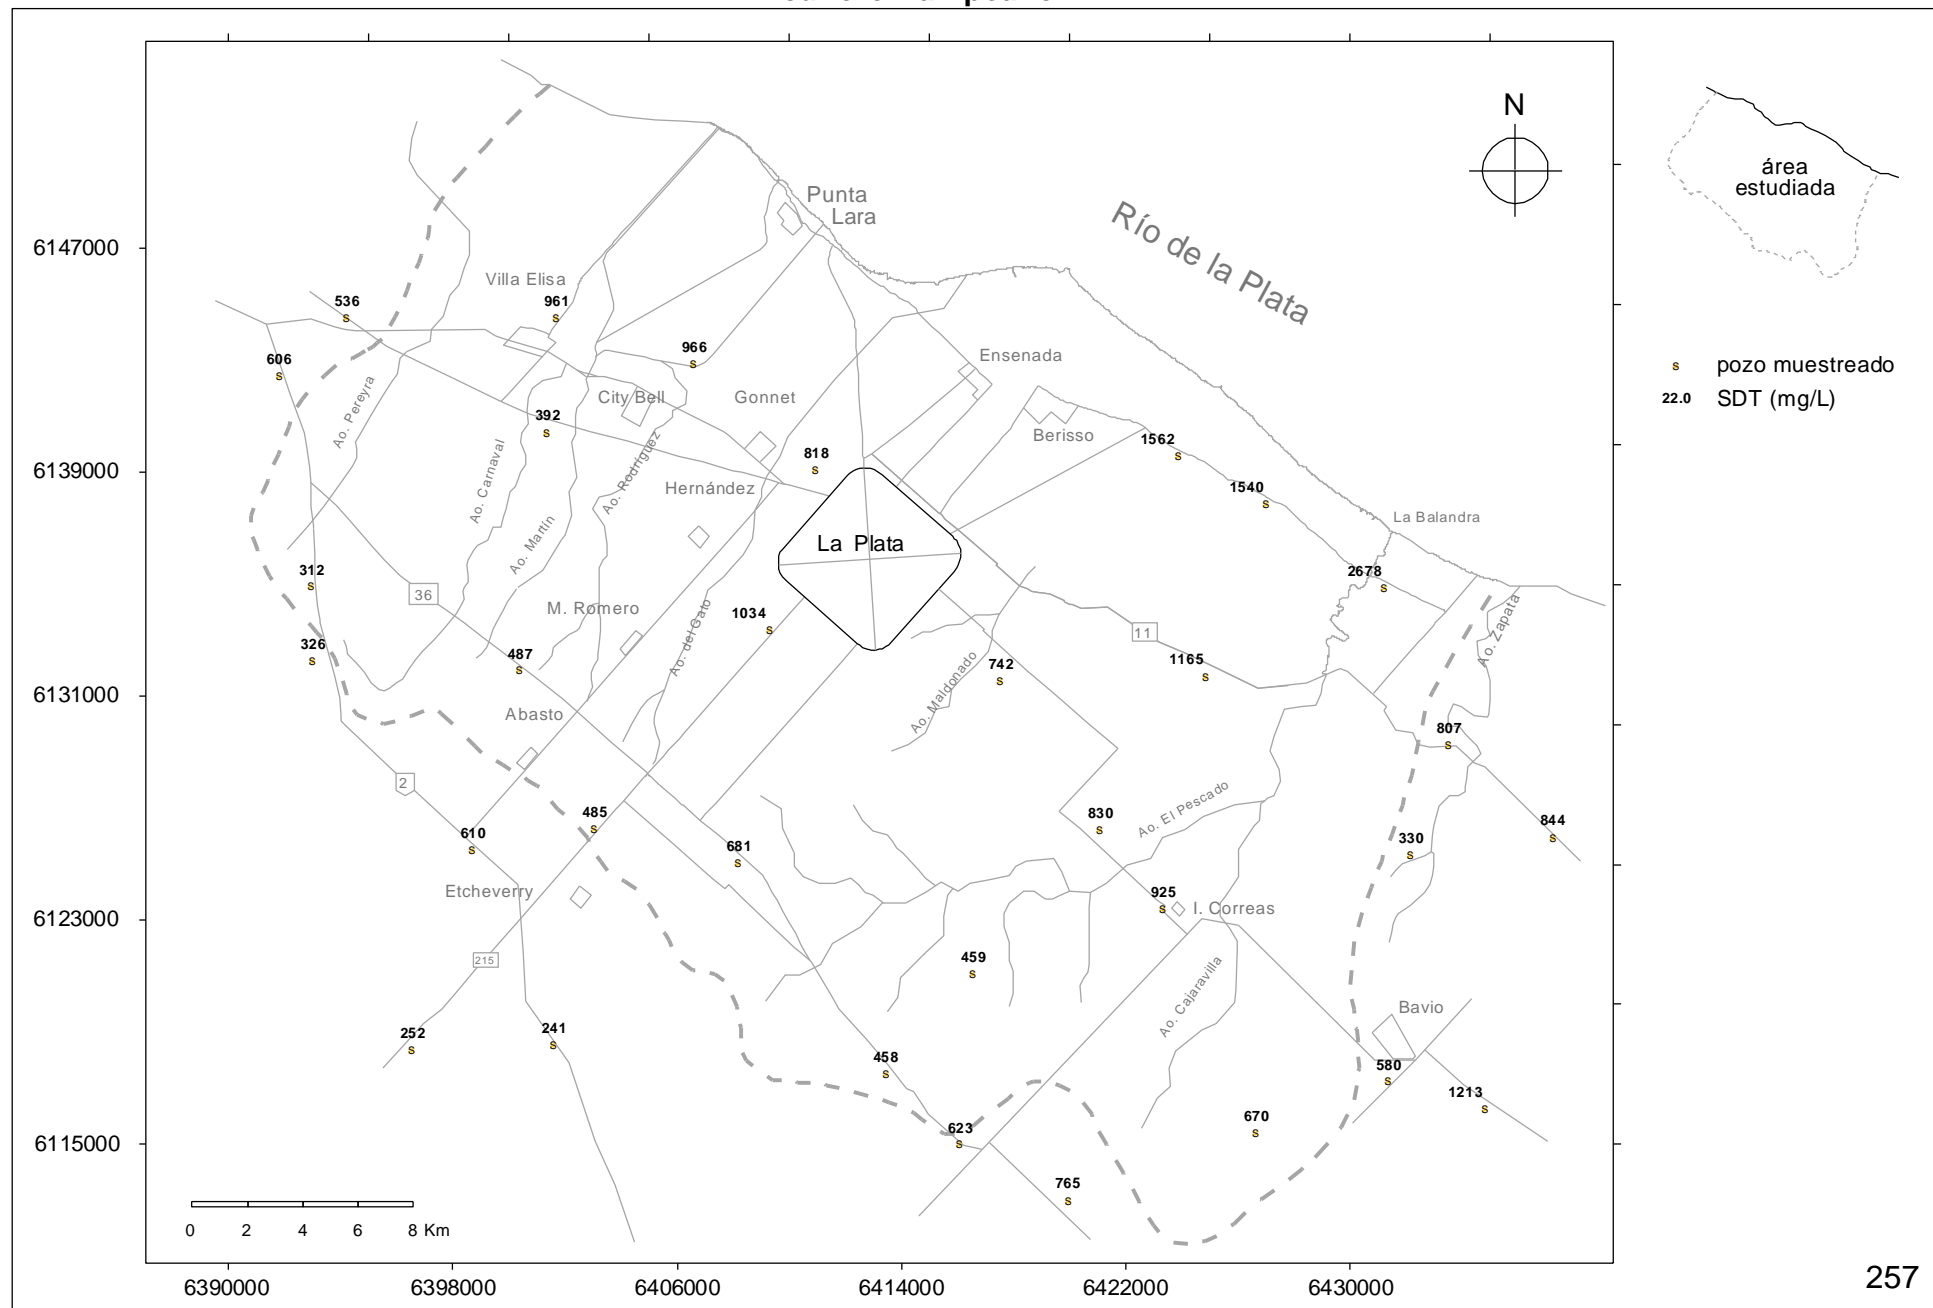 N
Punta
Lara
Río de la Plata
área
estudiada
6147000
Villa Elisa
536
961
606
966
Ensenada
pozo muestreado
22.0 SDT (mg/L)
Ao. Pereyra
City Bell
Gonnet
392
Berisso
1562
818
6139000
Ao. Carnaval
Ao. Rodríguez
Hernández
1540
La Balandra
Ao. Martín
La Plata
312
36
2678
M. Romero
1034
Ao. del Gato
11
Ao. Zapata
326
487
742
1165
Ao. Maldonado
6131000
Abasto
807
2
485
610
681
830
Ao. El Pescado
330
844
Etcheverry
925
I. Correas
6123000
215
459
Ao. Cajaravilla
Bavio
252
241
458
580
1213
670
623
6115000
765
0 2 4 6 8 Km
6390000 6398000 6406000 6414000 6422000 6430000
257